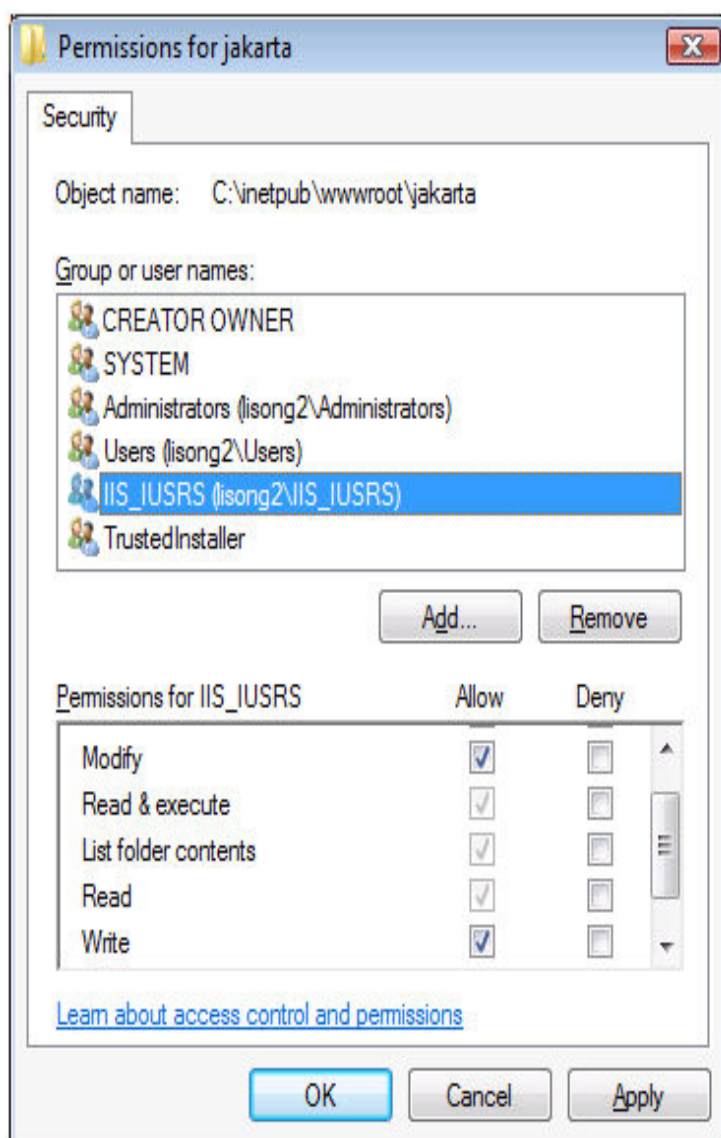 Permissions for jakarta
Security
Object name: C:\inetpub\wwwroot\jakarta
Group or user names:
CREATOR OWNER
SYSTEM
Administrators (lisong2\Administrators)
Users (lisong2\Users)
IIS_IUSRS (lisong2\IIS_IUSRS)
TrustedInstaller
Add... Remove
Permissions for IIS_IUSRS Allow Deny
Modify
Read & execute
List folder contents
Read
Write
Learn about access control and permissions
OK Cancel Apply